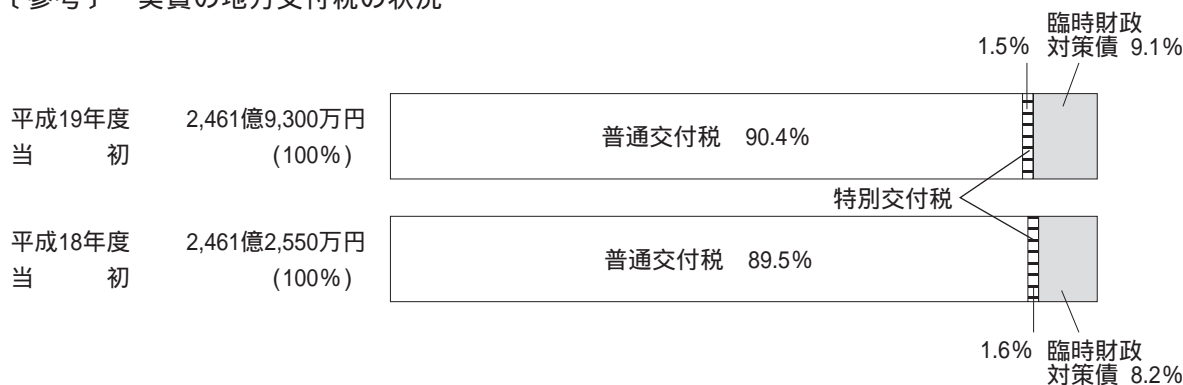 〔参考〕 実質の地方交付税の状況
臨時財政
1.5% 対策債 9.1%
平成19年度 2,461億9,300万円
当 初 (100%)
普通交付税 90.4%
特別交付税
平成18年度 2,461億2,550万円
当 初 (100%)
普通交付税 89.5%
1.6% 臨時財政
対策債 8.2%